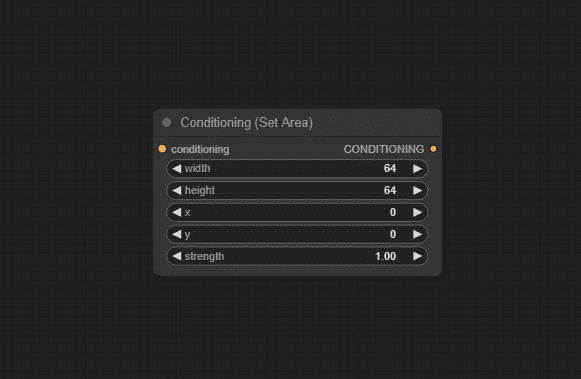 Conditioning (Set Area)
conditioning CONDITIONING
width 64
height 64
x 0
y 0
strength 1.00